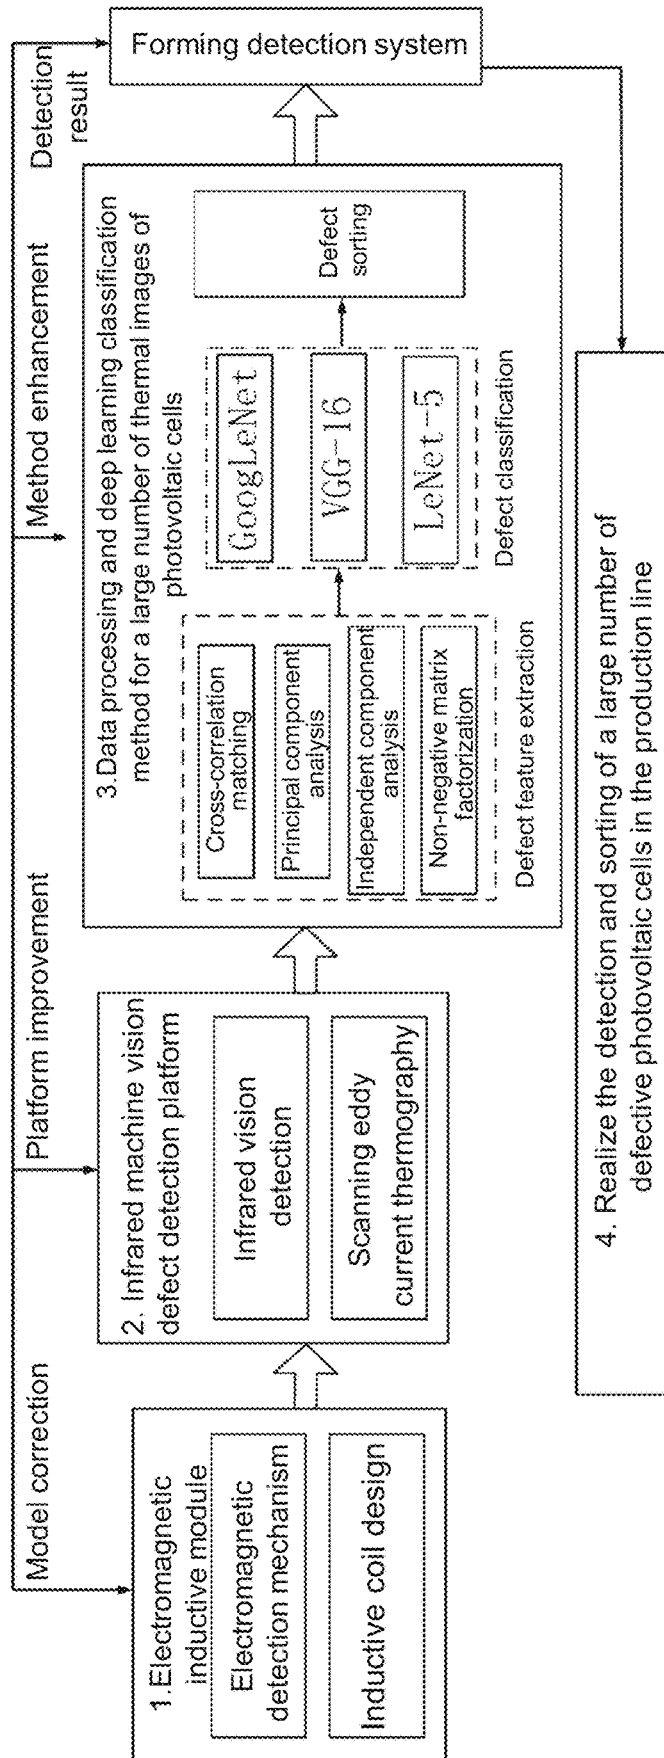 Model correction
Platform improvement
Method enhancement
Detection
result
1.Electromagnetic
inductive module
Electromagnetic
detection mechanism
Inductive coil design
2. Infrared machine vision
defect detection platform
Infrared vision
detection
Scanning eddy
current thermography
3.Data processing and deep learning classification
method for a large number of thermal images of
photovoltaic cells
Cross-correlation
matching
Principal component
analysis
Independent component
analysis
Non-negative matrix
factorization
Defect feature extraction
GoogLeNet
VGG-16
LeNet-5
Defect classification
Defect
sorting
Forming detection system
4. Realize the detection and sorting of a large number of
defective photovoltaic cells in the production line